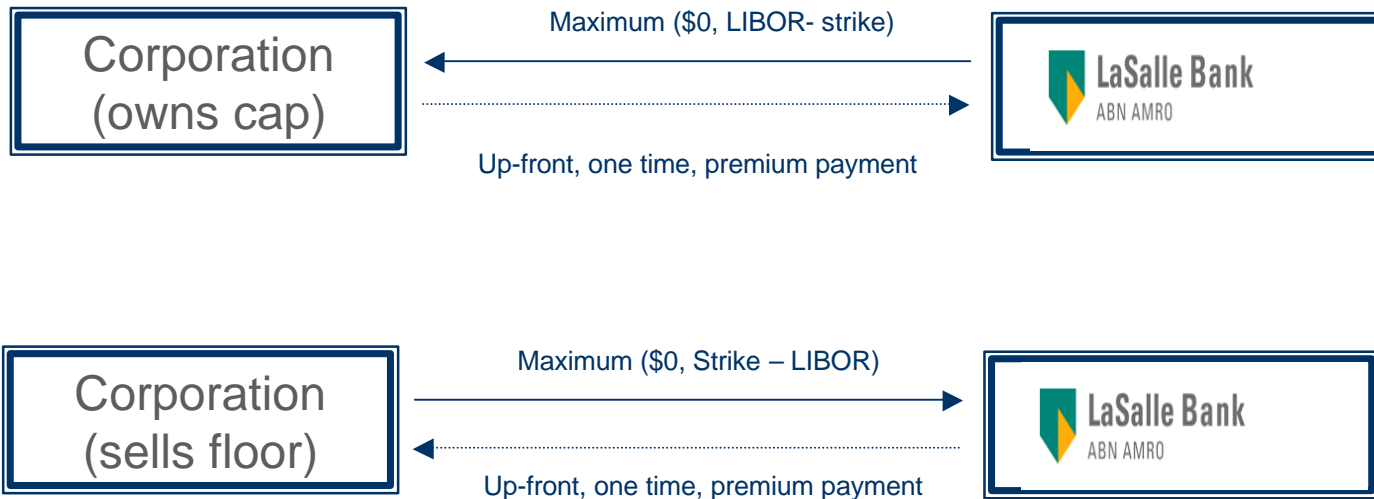 Maximum ($0, LIBOR- strike)
Corporation
(owns cap)
LaSalle Bank
ABN AMRO
Up-front, one time, premium payment
Maximum ($0, Strike – LIBOR)
Corporation
(sells floor)
LaSalle Bank
ABN AMRO
Up-front, one time, premium payment